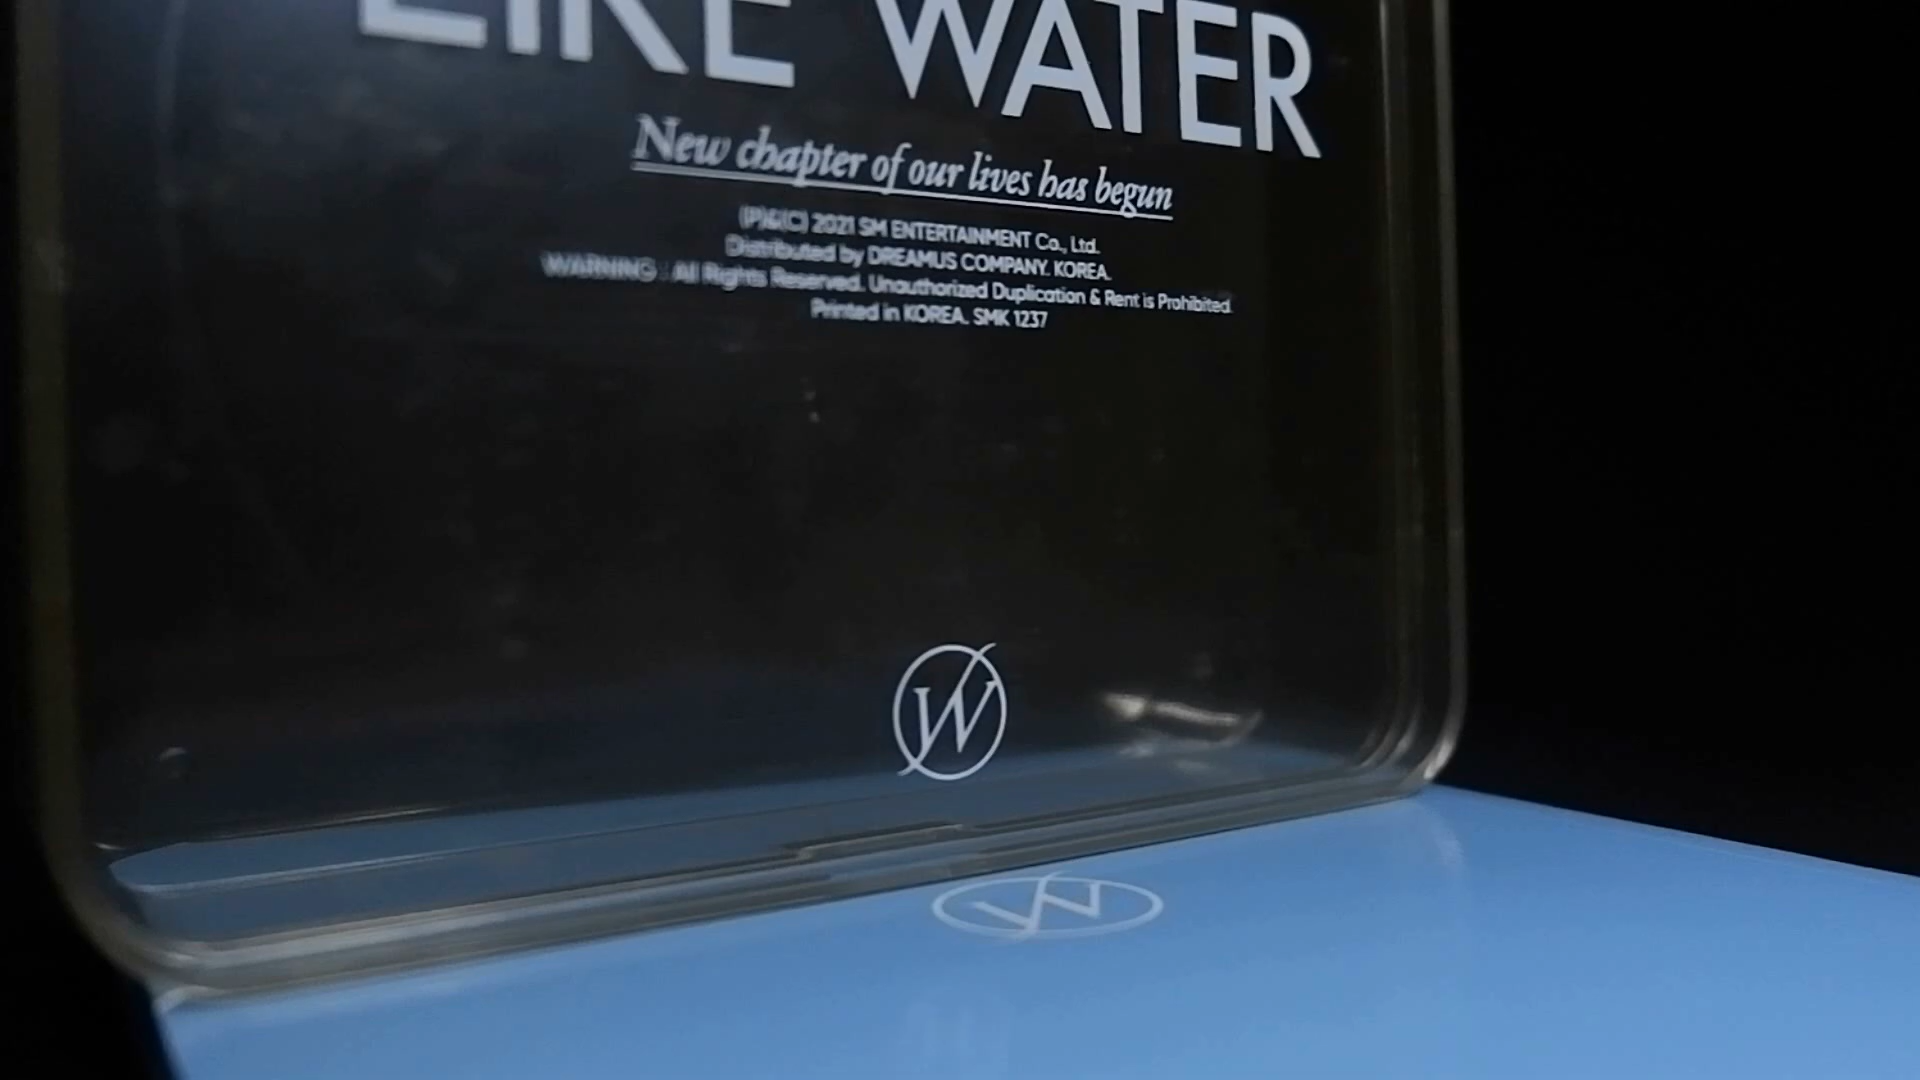 LIKE WATER
New chapter of our lives has begun
(P)&(C) 2021 SM ENTERTAINMENT Co., Ltd.
Distributed by DREAMUS COMPANY. KOREA.
WARNING : All Rights Reserved. Unauthorized Duplication & Rent is Prohibited.
Printed in KOREA. SMK 1237
W
W